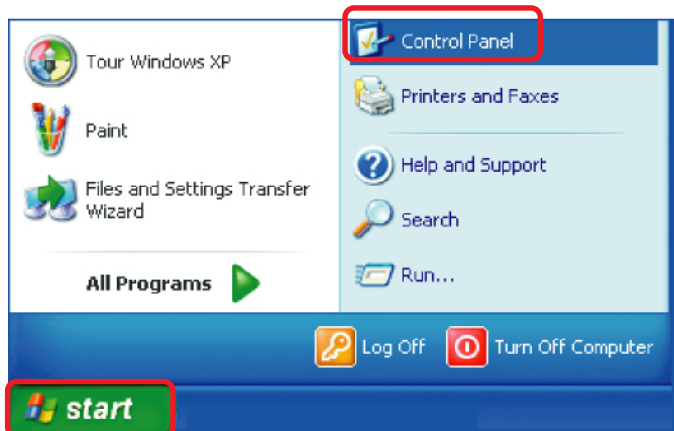 Tour Windows XP
Paint
Files and Settings Transfer
Wizard
All Programs
Control Panel
Printers and Faxes
Help and Support
Search
Run...
Log Off
Turn Off Computer
start